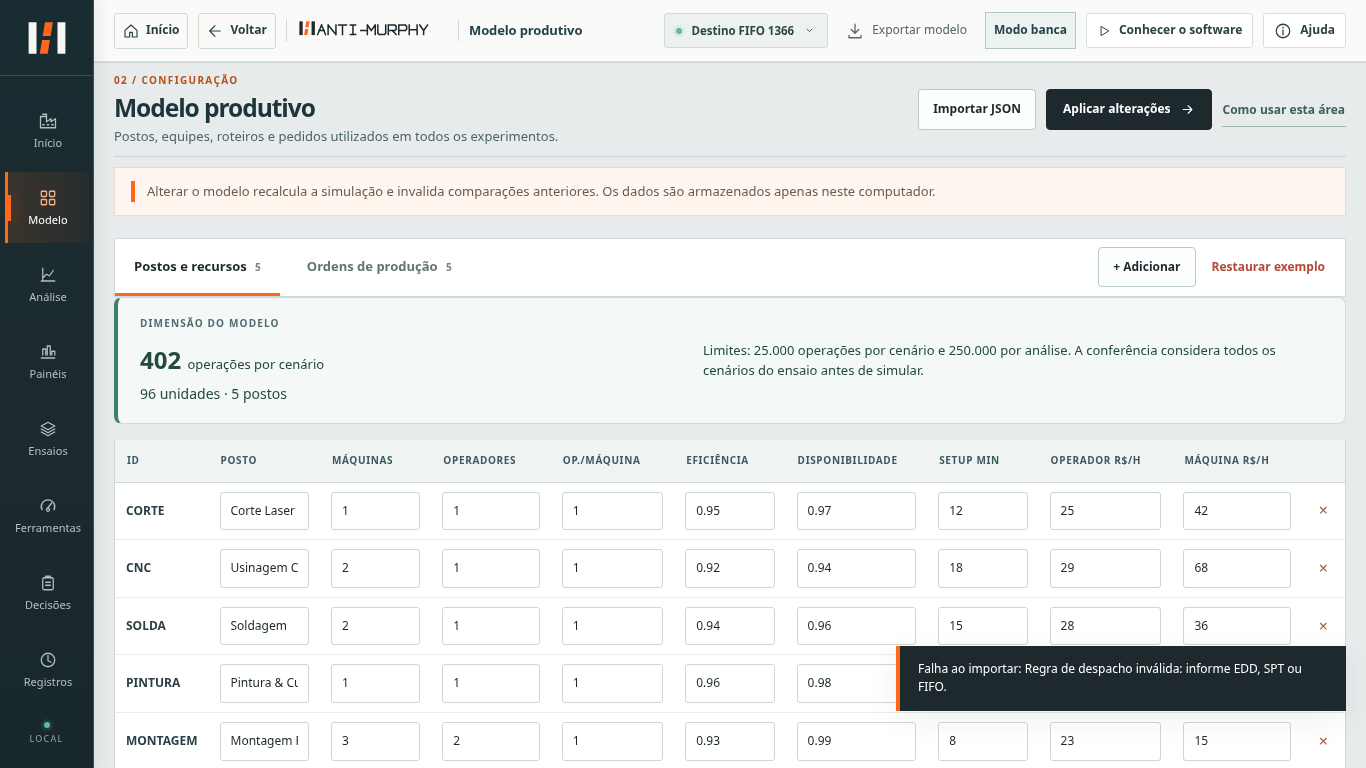 Início
Voltar
ANTI-MURPHY
Modelo produtivo
Destino FIFO 1366
Exportar modelo
Modo banca
Conhecer o software
Ajuda
Início
Modelo
Análise
Painéis
Ensaios
Ferramentas
Decisões
Registros
LOCAL
02 / CONFIGURAÇÃO
Modelo produtivo
Postos, equipes, roteiros e pedidos utilizados em todos os experimentos.
Importar JSON
Aplicar alterações →
Como usar esta área
Alterar o modelo recalcula a simulação e invalida comparações anteriores. Os dados são armazenados apenas neste computador.
Postos e recursos 5
Ordens de produção 5
+ Adicionar
Restaurar exemplo
DIMENSÃO DO MODELO
402 operações por cenário
96 unidades · 5 postos
Limites: 25.000 operações por cenário e 250.000 por análise. A conferência considera todos os
cenários do ensaio antes de simular.
ID POSTO MÁQUINAS OPERADORES OP./MÁQUINA EFICIÊNCIA DISPONIBILIDADE SETUP MIN OPERADOR R$/H MÁQUINA R$/H
CORTE Corte Laser 1 1 1 0.95 0.97 12 25 42 ×
CNC Usinagem C 2 1 1 0.92 0.94 18 29 68 ×
SOLDA Soldagem 2 1 1 0.94 0.96 15 28 36 ×
PINTURA Pintura & 1 1 1 0.96 0.98
MONTAGEM Montagem 3 2 1 0.93 0.99 8 23 15 ×
Falha ao importar: Regra de despacho inválida: informe EDD, SPT ou
FIFO.